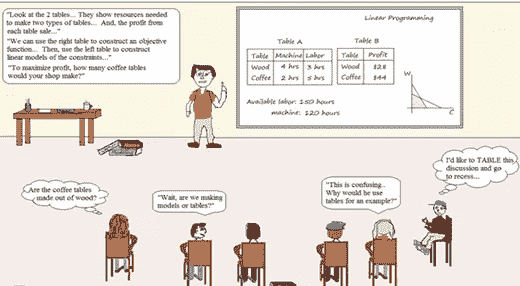 "Look at the 2 tables... They show resources needed
to make two types of tables... And, the profit from
each table sale..."
"We can use the right table to construct an objective
function... Then, use the left table to construct
linear models of the constraints..."
"To maximize profit, how many coffee tables
would your shop make?"
Linear Programming
Table A
Table Machine Labor
Wood 4 hrs 3 hrs
Coffee 2 hrs 5 hrs
Table B
Table Profit
Wood $28
Coffee $44
Available labor: 150 hours
machine: 120 hours
W
C
Are the coffee tables
made out of wood?
"Wait, are we making
models or tables?"
"This is confusing..
Why would he use
tables for an example?"
I'd like to TABLE this
discussion and go
to recess...